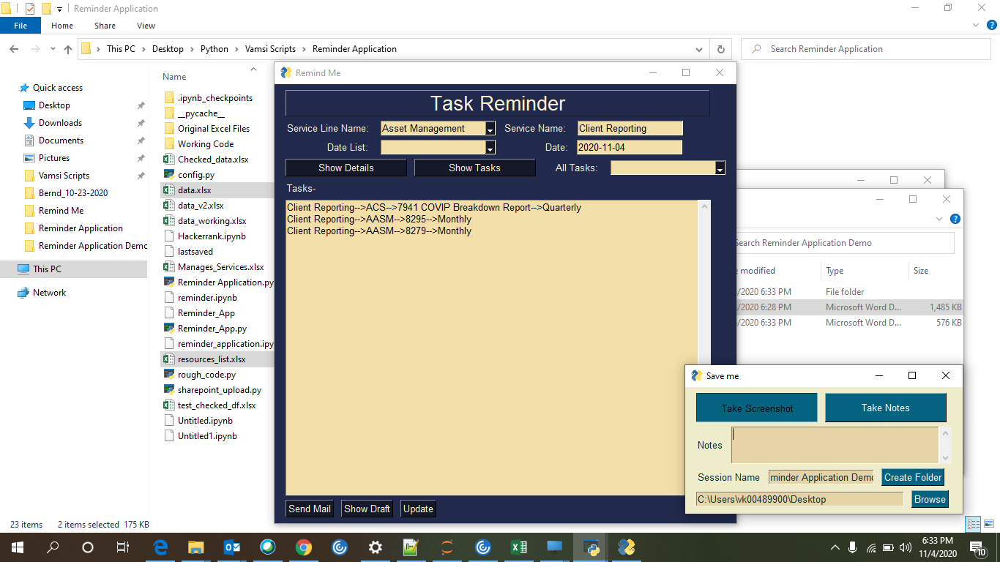 Reminder Application
File Home Share View
This PC Desktop Python Vamsi Scripts Reminder Application
Search Reminder Application
Quick access
Desktop
Downloads
Documents
Pictures
Vamsi Scripts
Bernd_10-23-2020
Remind Me
Reminder Application
Reminder Application Demo
This PC
Network
Name
.ipynb_checkpoints
__pycache__
Original Excel Files
Working Code
Checked_data.xlsx
config.py
data.xlsx
data_v2.xlsx
data_working.xlsx
Hackerrank.ipynb
lastsaved
Manages_Services.xlsx
Reminder Application.py
reminder.ipynb
Reminder_App
Reminder_App.py
reminder_application.ipy
resources_list.xlsx
rough_code.py
sharepoint_upload.py
test_checked_df.xlsx
Untitled.ipynb
Untitled1.ipynb
23 items 2 items selected 175 KB
Remind Me
Task Reminder
Service Line Name: Asset Management Service Name: Client Reporting
Date List: Date: 2020-11-04
Show Details Show Tasks All Tasks:
Tasks-
Client Reporting-->ACS-->7941 COVIP Breakdown Report-->Quarterly
Client Reporting-->AASM-->8295-->Monthly
Client Reporting-->AASM-->8279-->Monthly
Send Mail Show Draft Update
Search Reminder Application Demo
modified Type Size
/2020 6:33 PM File folder
/2020 6:28 PM Microsoft Word D... 1,485 KB
/2020 6:33 PM Microsoft Word D... 576 KB
Save me
Take Screenshot Take Notes
Notes
Session Name minder Application Demo Create Folder
C:\Users\vk00489900\Desktop Browse
6:33 PM
11/4/2020
10